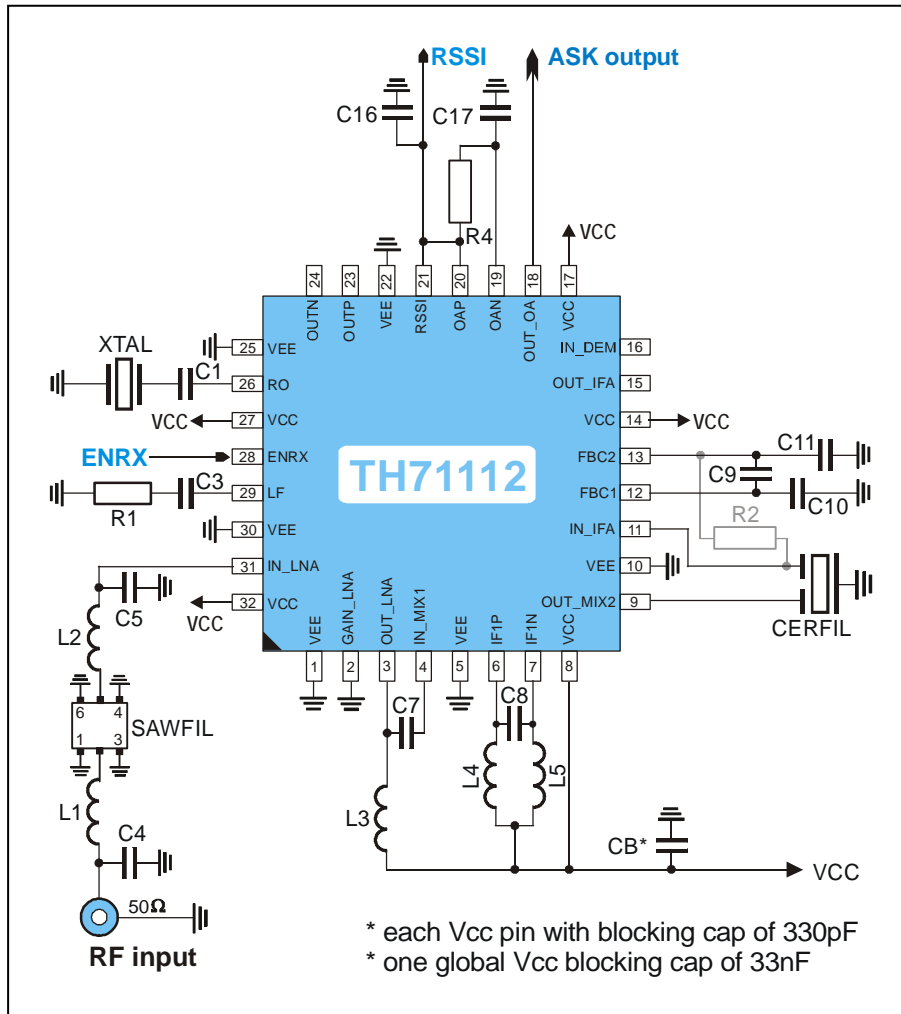 RSSI
ASK output
C16
C17
R4
VCC
24
23
22
21
20
19
18
17
OUTN
OUTP
VEE
RSSI
OAP
OAN
OUT_OA
VCC
XTAL
C1
25
VEE
IN_DEM
16
26
RO
OUT_IFA
15
VCC
27
VCC
VCC
14
VCC
ENRX
28
ENRX
FBC2
13
C11
C9
TH71112
C3
29
LF
FBC1
12
C10
R1
30
VEE
IN_IFA
11
R2
31
IN_LNA
VEE
10
C5
VCC
32
VCC
OUT_MIX2
9
CERFIL
L2
VEE
GAIN_LNA
OUT_LNA
IN_MIX1
VEE
IF1P
IF1N
VCC
1
2
3
4
5
6
7
8
6
4
1
3
SAWFIL
C7
C8
L4
L5
L1
L3
C4
CB*
VCC
50Ω
RF input
* each Vcc pin with blocking cap of 330pF
* one global Vcc blocking cap of 33nF